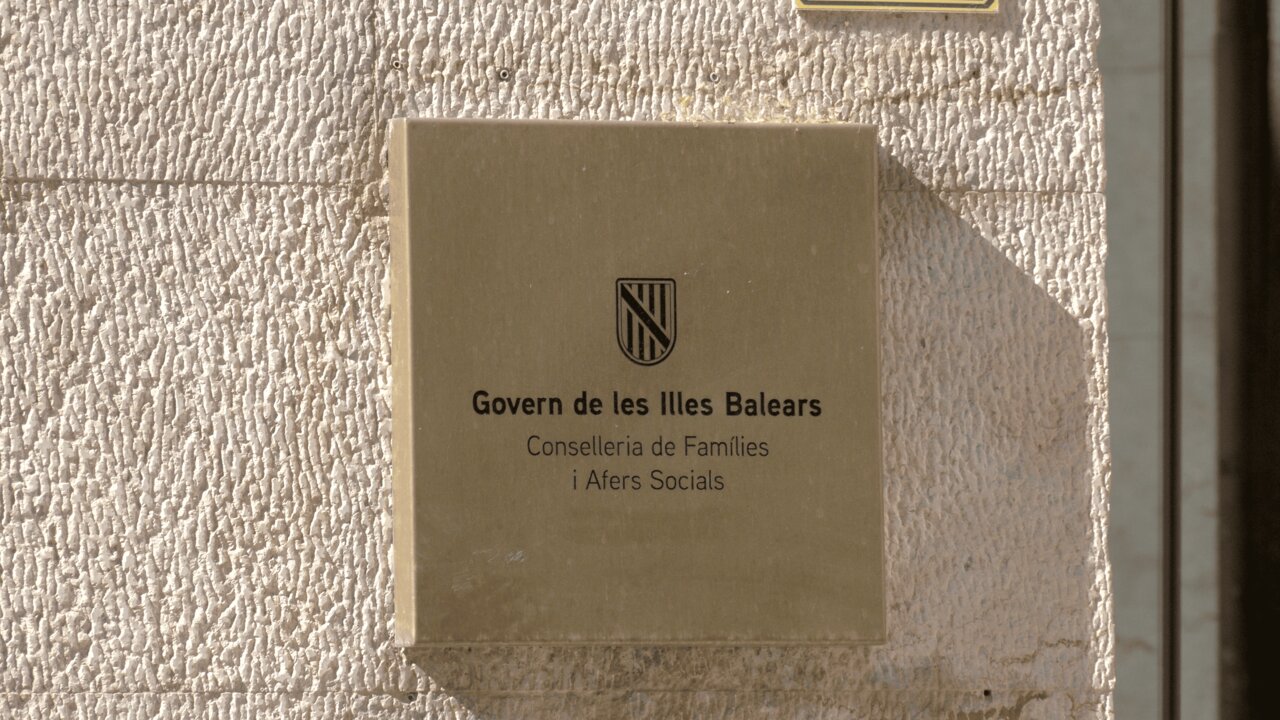 Govern de les Illes Balears
Conselleria de Famílies
i Afers Socials